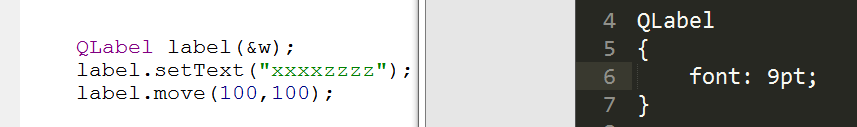 QLabel label(&w);
label.setText("xxxxzzzz");
label.move(100,100);
4 QLabel
5 {
6     font: 9pt;
7 }